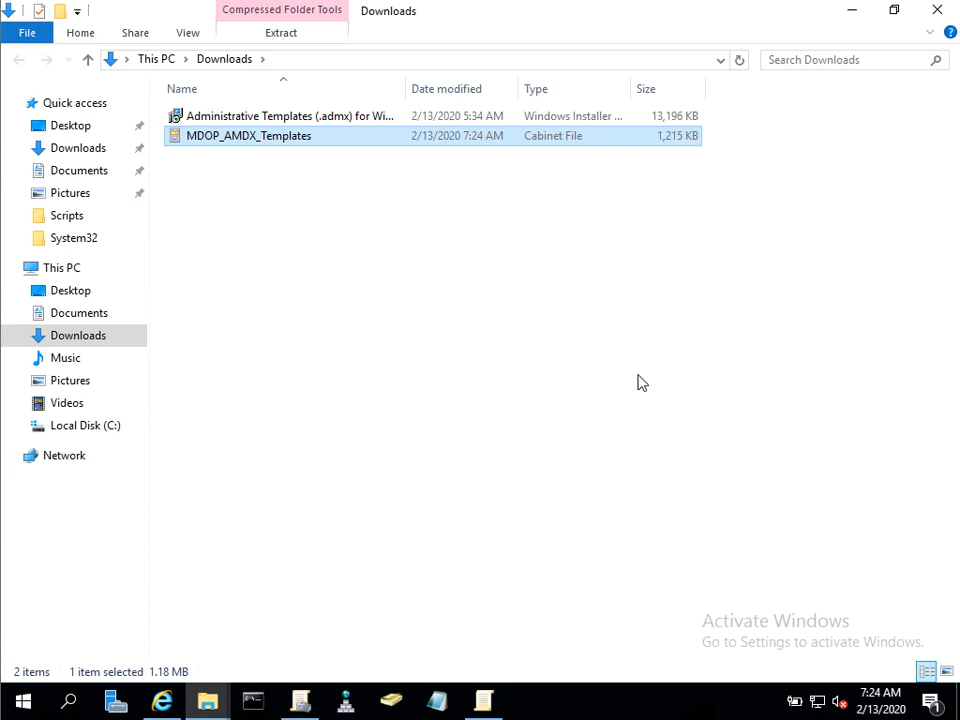 Compressed Folder Tools
Downloads
File
Home
Share
View
Extract
This PC
Downloads
Search Downloads
Name
Date modified
Type
Size
Administrative Templates (.admx) for Wi...
2/13/2020 5:34 AM
Windows Installer ...
13,196 KB
MDOP_AMDX_Templates
2/13/2020 7:24 AM
Cabinet File
1,215 KB
Quick access
Desktop
Downloads
Documents
Pictures
Scripts
System32
This PC
Desktop
Documents
Downloads
Music
Pictures
Videos
Local Disk (C:)
Network
Activate Windows
Go to Settings to activate Windows.
2 items
1 item selected 1.18 MB
7:24 AM
2/13/2020
1